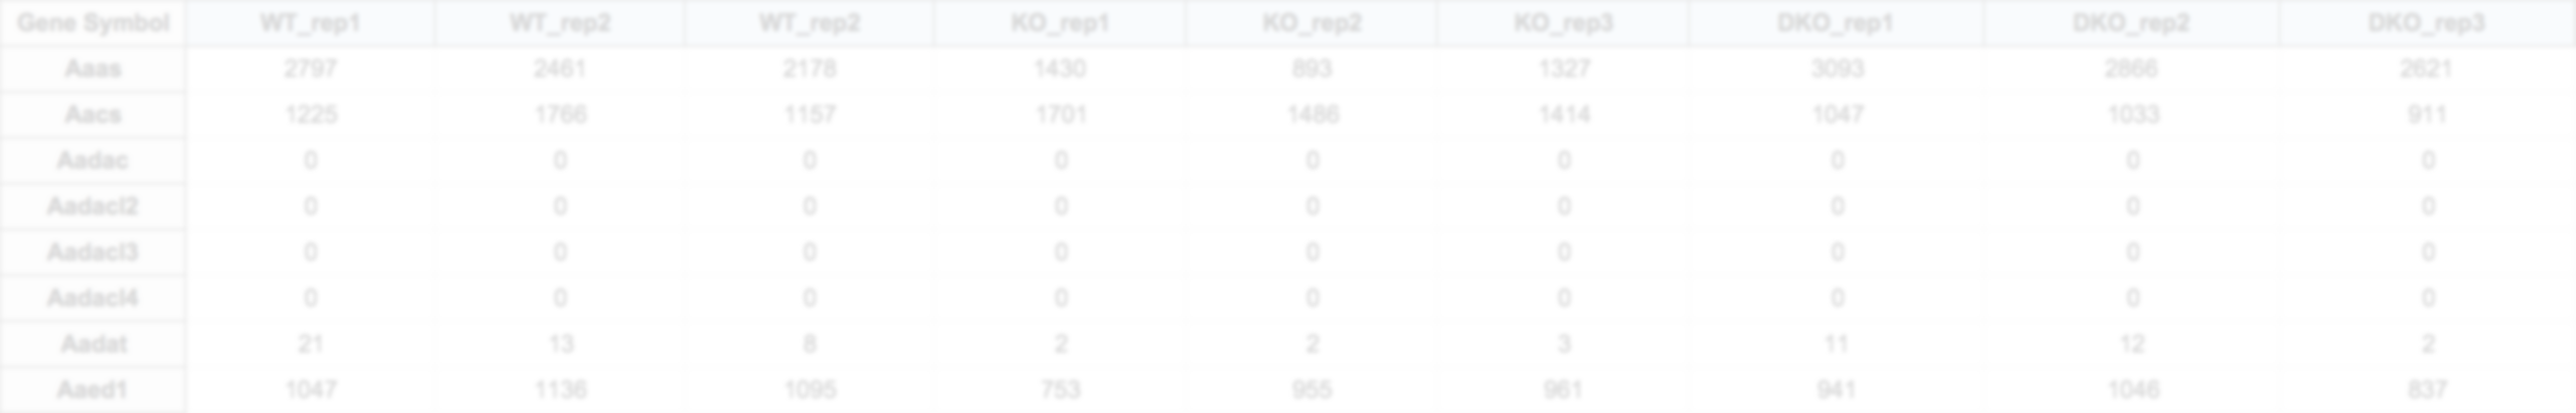 Gene Symbol WT_rep1 WT_rep2 WT_rep2 KO_rep1 KO_rep2 KO_rep3 DKO_rep1 DKO_rep2 DKO_rep3
Aaas 2797 2461 2178 1430 893 1327 3093 2866 2621
Aacs 1225 1766 1157 1701 1486 1414 1047 1033 911
Aadac 0 0 0 0 0 0 0 0 0
Aadacl2 0 0 0 0 0 0 0 0 0
Aadacl3 0 0 0 0 0 0 0 0 0
Aadacl4 0 0 0 0 0 0 0 0 0
Aadat 21 13 8 2 2 3 11 12 2
Aaed1 1047 1136 1095 753 955 961 941 1046 837